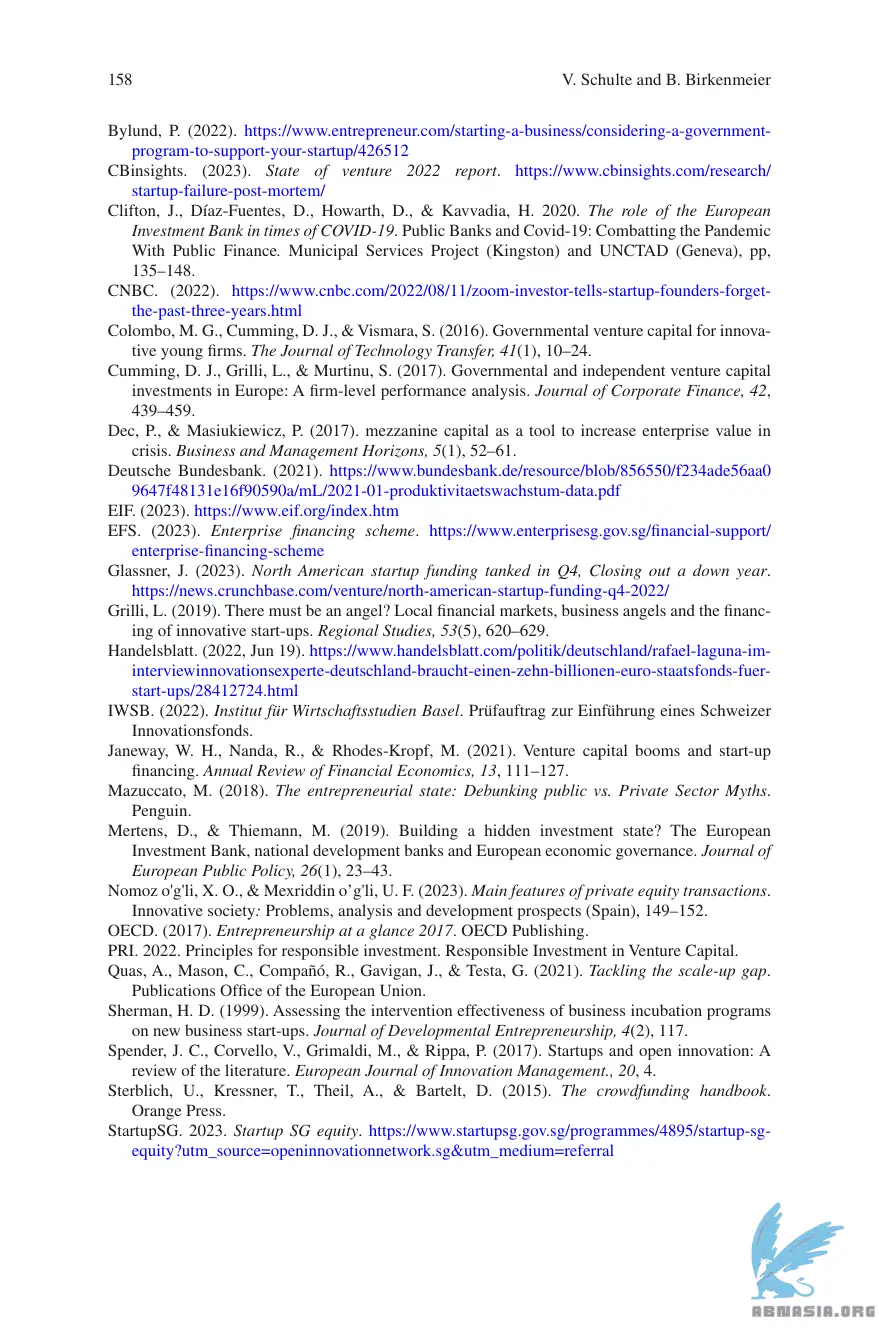 158
V. Schulte and B. Birkenmeier
Bylund, P. (2022). https://www.entrepreneur.com/starting-a-business/considering-a-government-
program-to-support-your-startup/426512
CBinsights. (2023). State of venture 2022 report. https://www.cbinsights.com/research/
startup-failure-post-mortem/
Clifton, J., Díaz-Fuentes, D., Howarth, D., & Kavvadia, H. 2020. The role of the European
Investment Bank in times of COVID-19. Public Banks and Covid-19: Combatting the Pandemic
With Public Finance. Municipal Services Project (Kingston) and UNCTAD (Geneva), pp,
135–148.
CNBC. (2022). https://www.cnbc.com/2022/08/11/zoom-investor-tells-startup-founders-forget-
the-past-three-years.html
Colombo, M. G., Cumming, D. J., & Vismara, S. (2016). Governmental venture capital for innova-
tive young firms. The Journal of Technology Transfer, 41(1), 10–24.
Cumming, D. J., Grilli, L., & Murtinu, S. (2017). Governmental and independent venture capital
investments in Europe: A firm-level performance analysis. Journal of Corporate Finance, 42,
439–459.
Dec, P., & Masiukiewicz, P. (2017). mezzanine capital as a tool to increase enterprise value in
crisis. Business and Management Horizons, 5(1), 52–61.
Deutsche Bundesbank. (2021). https://www.bundesbank.de/resource/blob/856550/f234ade56aa0
9647f48131e16f90590a/mL/2021-01-produktivitaetswachstum-data.pdf
EIF. (2023). https://www.eif.org/index.htm
EFS. (2023). Enterprise financing scheme. https://www.enterprisesg.gov.sg/financial-support/
enterprise-financing-scheme
Glassner, J. (2023). North American startup funding tanked in Q4, Closing out a down year.
https://news.crunchbase.com/venture/north-american-startup-funding-q4-2022/
Grilli, L. (2019). There must be an angel? Local financial markets, business angels and the financ-
ing of innovative start-ups. Regional Studies, 53(5), 620–629.
Handelsblatt. (2022, Jun 19). https://www.handelsblatt.com/politik/deutschland/rafael-laguna-im-
interviewinnovationsexperte-deutschland-braucht-einen-zehn-billionen-euro-staatsfonds-fuer-
start-ups/28412724.html
IWSB. (2022). Institut für Wirtschaftsstudien Basel. Prüfauftrag zur Einführung eines Schweizer
Innovationsfonds.
Janeway, W. H., Nanda, R., & Rhodes-Kropf, M. (2021). Venture capital booms and start-up
financing. Annual Review of Financial Economics, 13, 111–127.
Mazuccato, M. (2018). The entrepreneurial state: Debunking public vs. Private Sector Myths.
Penguin.
Mertens, D., & Thiemann, M. (2019). Building a hidden investment state? The European
Investment Bank, national development banks and European economic governance. Journal of
European Public Policy, 26(1), 23–43.
Nomoz o'g'li, X. O., & Mexriddin o’g'li, U. F. (2023). Main features of private equity transactions.
Innovative society: Problems, analysis and development prospects (Spain), 149–152.
OECD. (2017). Entrepreneurship at a glance 2017. OECD Publishing.
PRI. 2022. Principles for responsible investment. Responsible Investment in Venture Capital.
Quas, A., Mason, C., Compañó, R., Gavigan, J., & Testa, G. (2021). Tackling the scale-up gap.
Publications Office of the European Union.
Sherman, H. D. (1999). Assessing the intervention effectiveness of business incubation programs
on new business start-ups. Journal of Developmental Entrepreneurship, 4(2), 117.
Spender, J. C., Corvello, V., Grimaldi, M., & Rippa, P. (2017). Startups and open innovation: A
review of the literature. European Journal of Innovation Management., 20, 4.
Sterblich, U., Kressner, T., Theil, A., & Bartelt, D. (2015). The crowdfunding handbook.
Orange Press.
StartupSG. 2023. Startup SG equity. https://www.startupsg.gov.sg/programmes/4895/startup-sg-
equity?utm_source=openinnovationnetwork.sg&utm_medium=referral
ABNASIA.ORG